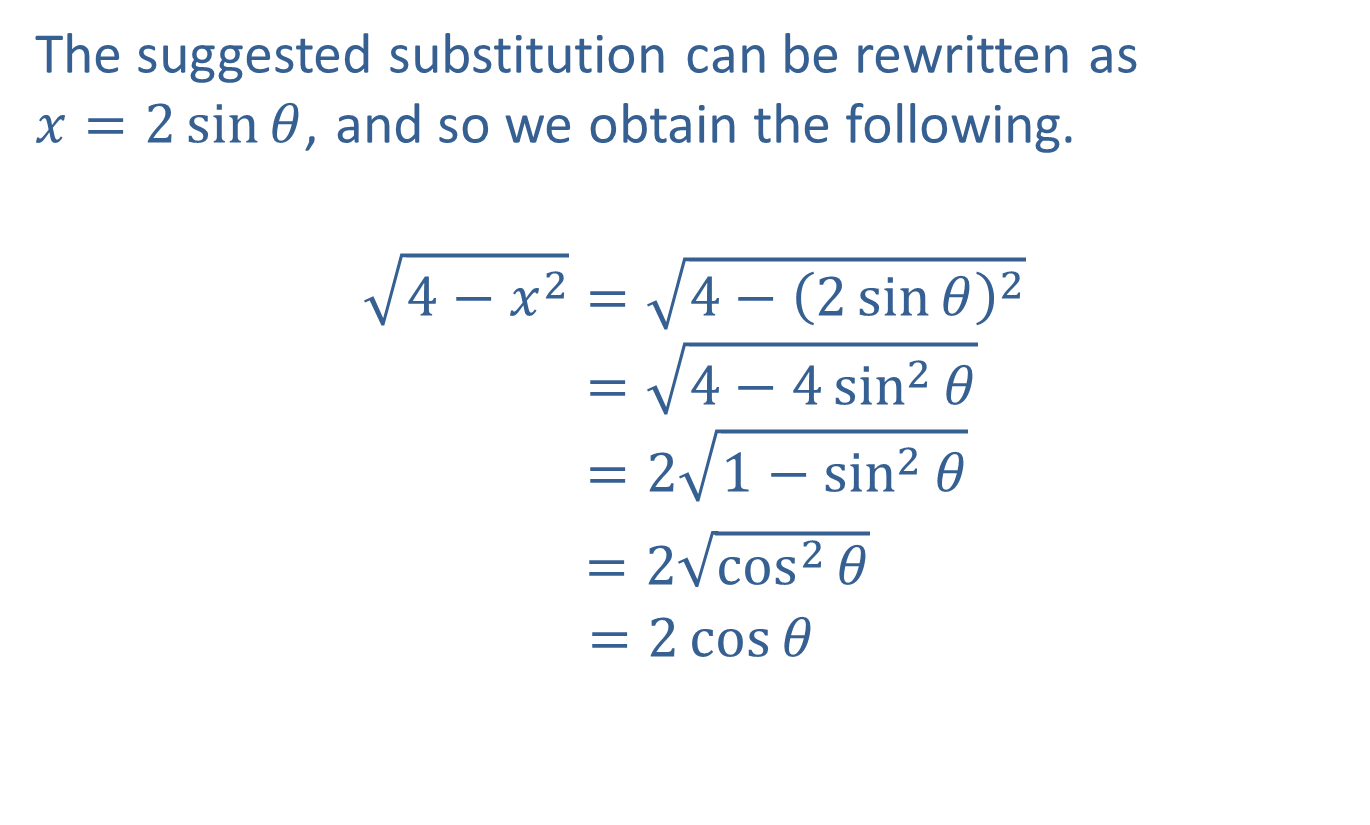 The suggested substitution can be rewritten as
x = 2 sin θ, and so we obtain the following.
√(4 − x²) = √(4 − (2 sin θ)²)
= √(4 − 4 sin² θ)
= 2√(1 − sin² θ)
= 2√(cos² θ)
= 2 cos θ